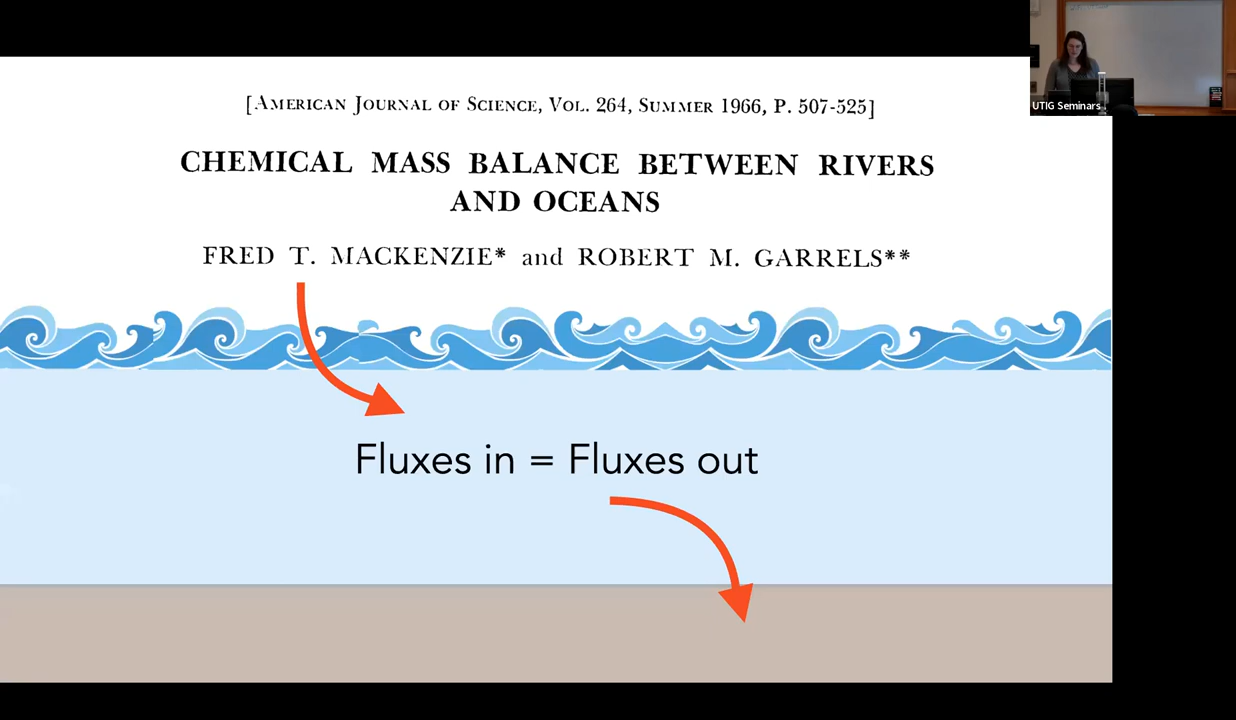 [American Journal of Science, Vol. 264, Summer 1966, P. 507-525]
CHEMICAL MASS BALANCE BETWEEN RIVERS
AND OCEANS
FRED T. MACKENZIE* and ROBERT M. GARRELS**
Fluxes in = Fluxes out
UTIG Seminars